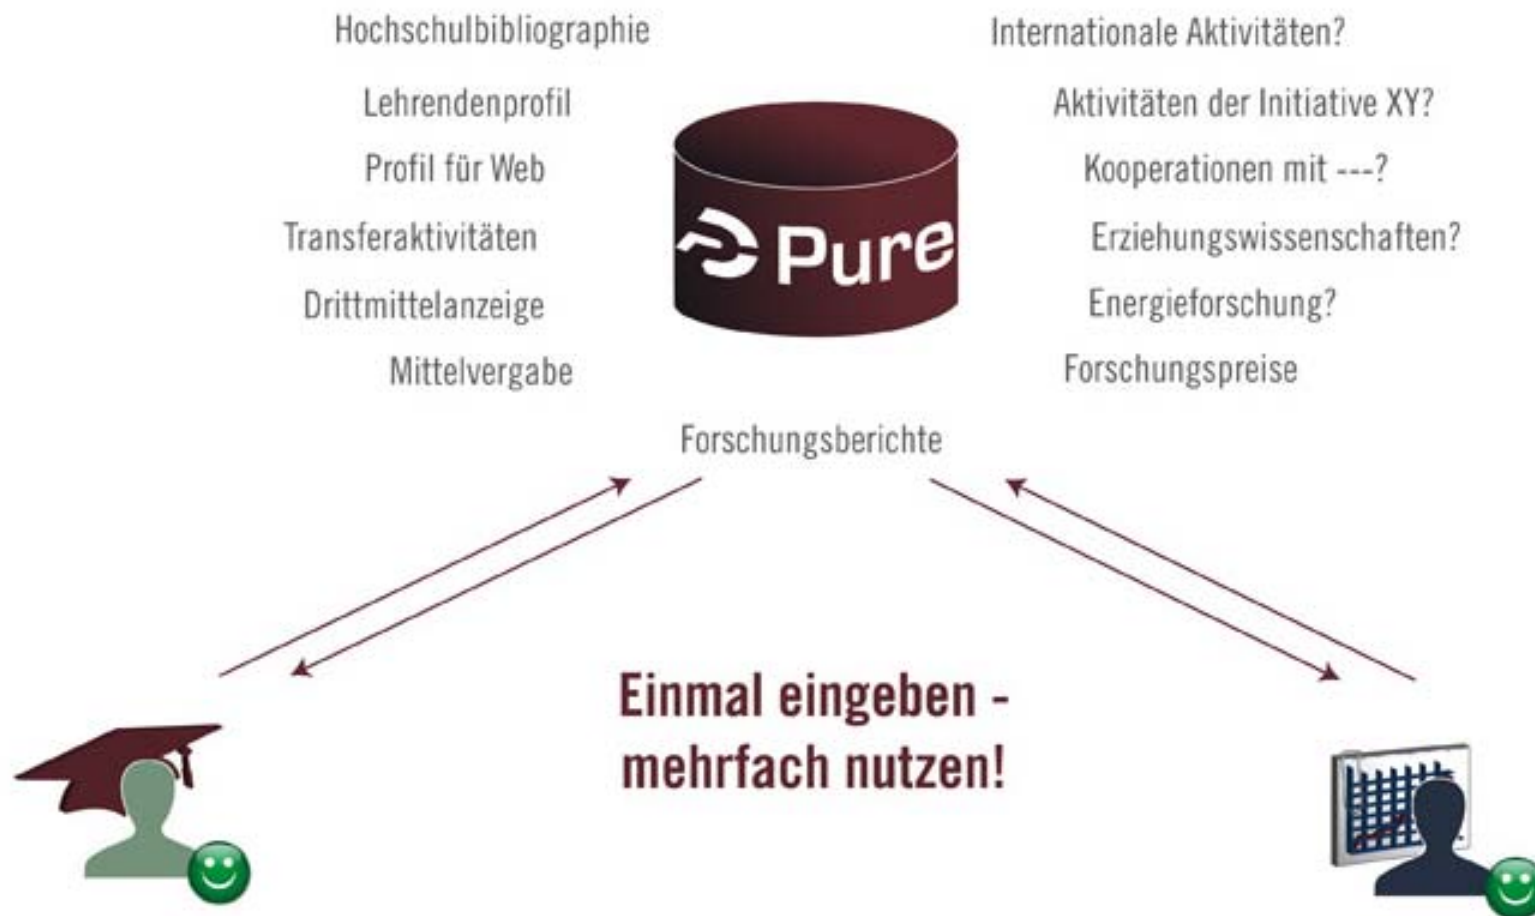 Hochschulbibliographie
Lehrendenprofil
Profil für Web
Transferaktivitäten
Drittmittelanzeige
Mittelvergabe
Pure
Internationale Aktivitäten?
Aktivitäten der Initiative XY?
Kooperationen mit ---?
Erziehungswissenschaften?
Energieforschung?
Forschungspreise
Forschungsberichte
Einmal eingeben -
mehrfach nutzen!